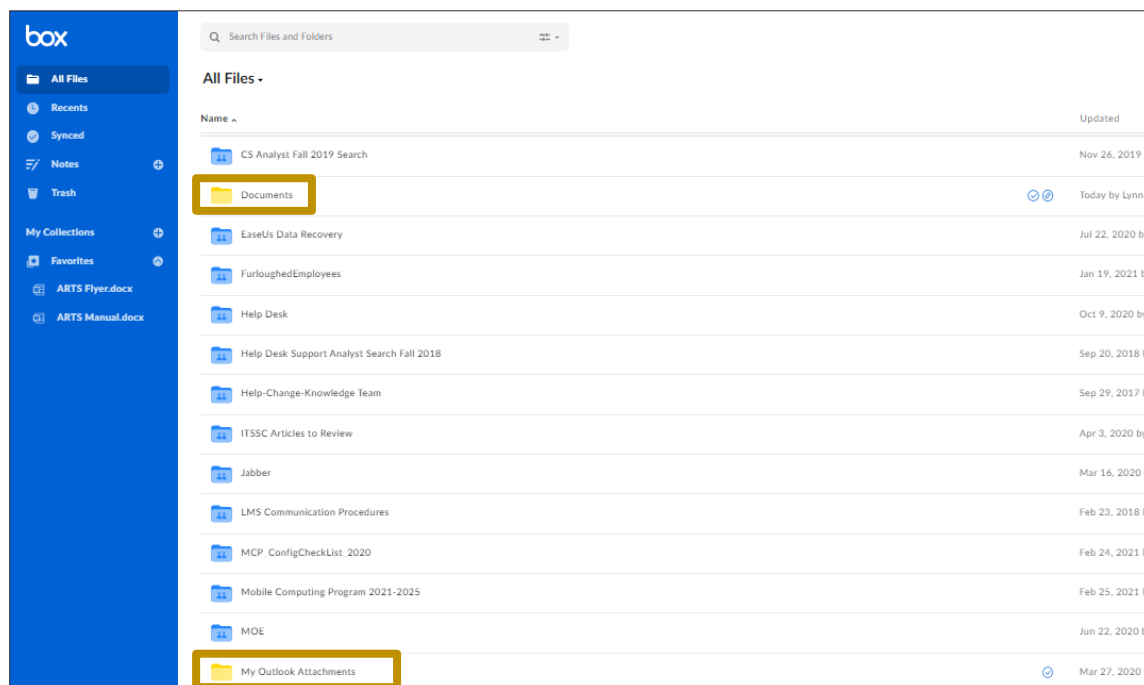 box
Search Files and Folders
All Files
All Files
Recents
Name
Updated
Synced
CS Analyst Fall 2019 Search
Nov 26, 2019
Notes
Documents
Today by Lynn
Trash
My Collections
EaseUs Data Recovery
Jul 22, 2020 b
Favorites
FurloughedEmployees
Jan 19, 2021 b
ARTS Flyer.docx
ARTS Manual.docx
Help Desk
Oct 9, 2020 by
Help Desk Support Analyst Search Fall 2018
Sep 20, 2018
Help-Change-Knowledge Team
Sep 29, 2017
ITSSC Articles to Review
Apr 3, 2020 by
Jabber
Mar 16, 2020
LMS Communication Procedures
Feb 23, 2018
MCP_ConfigCheckList_2020
Feb 24, 2021
Mobile Computing Program 2021-2025
Feb 25, 2021
MOE
Jun 22, 2020 b
My Outlook Attachments
Mar 27, 2020